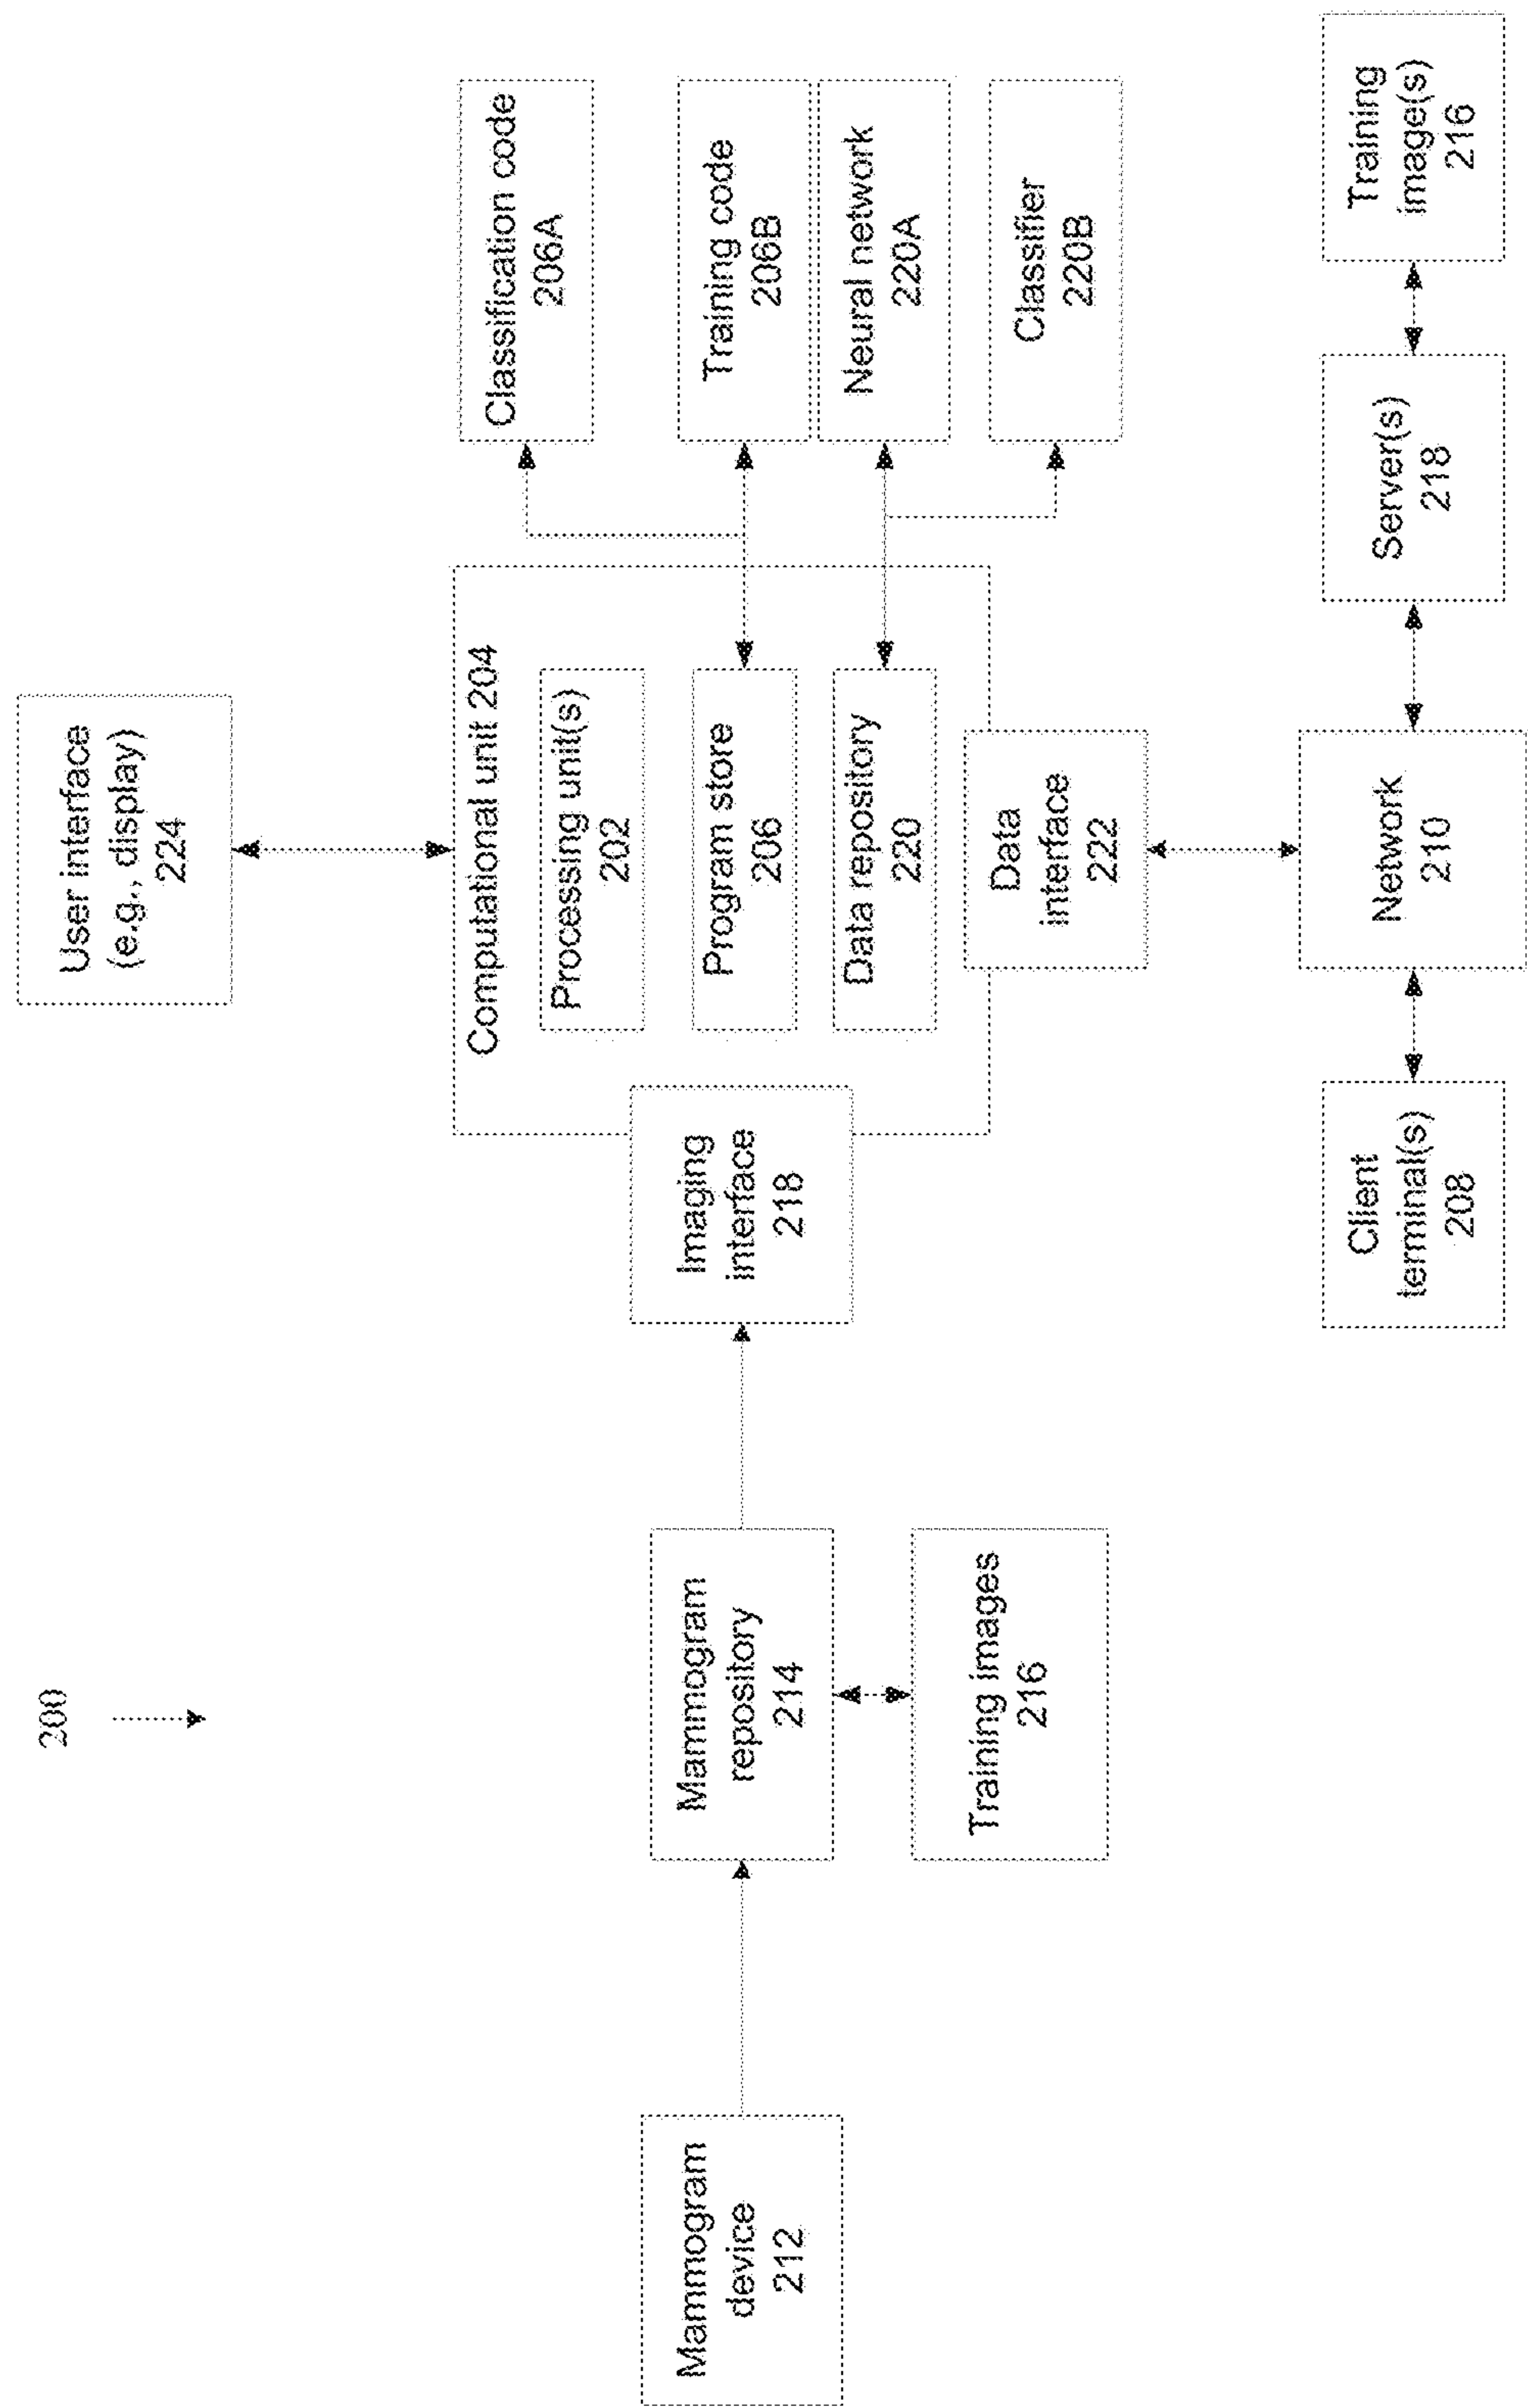 200
User interface
(e.g., display)
224
Computational unit 204
Processing unit(s)
202
Program store
206
Data repository
220
Classification code
206A
Training code
206B
Neural network
220A
Classifier
220B
Mammogram
device
212
Mammogram
repository
214
Training images
216
Imaging
interface
218
Data
interface
222
Client
terminal(s)
208
Network
210
Server(s)
218
Training
image(s)
216